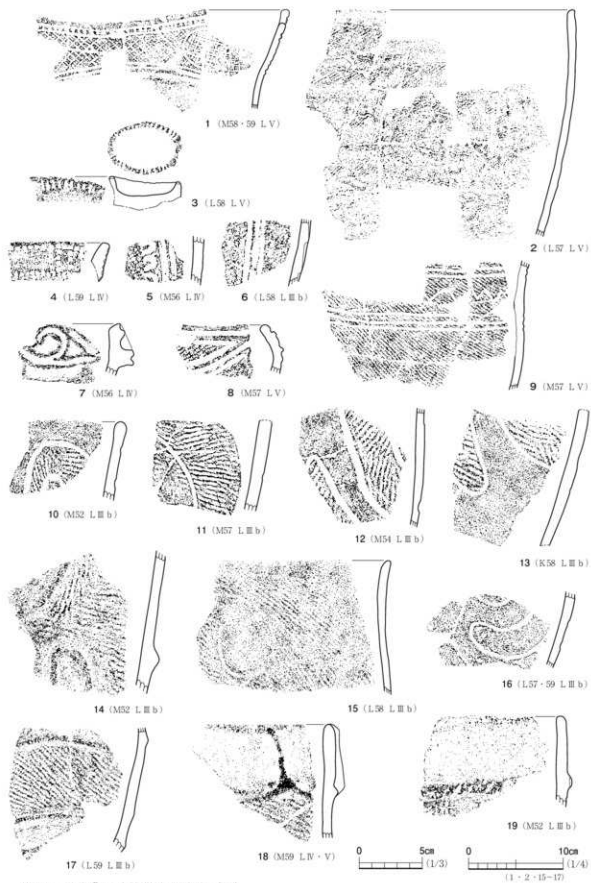 1 (M58・59 LⅤ)
2 (L57 LⅤ)
3 (L58 LⅤ)
4 (L59 LⅣ)
5 (M56 LⅣ)
6 (L58 LⅢb)
7 (M56 LⅣ)
8 (M57 LⅤ)
9 (M57 LⅤ)
10 (M52 LⅢb)
11 (M57 LⅢb)
12 (M54 LⅢb)
13 (K58 LⅢb)
14 (M52 LⅢb)
15 (L58 LⅢb)
16 (L57・59 LⅢb)
17 (L59 LⅢb)
18 (M59 LⅣ・Ⅴ)
19 (M52 LⅢb)
0 5㎝ (1/3)
0 10㎝ (1/4)
(1・2・15~17)